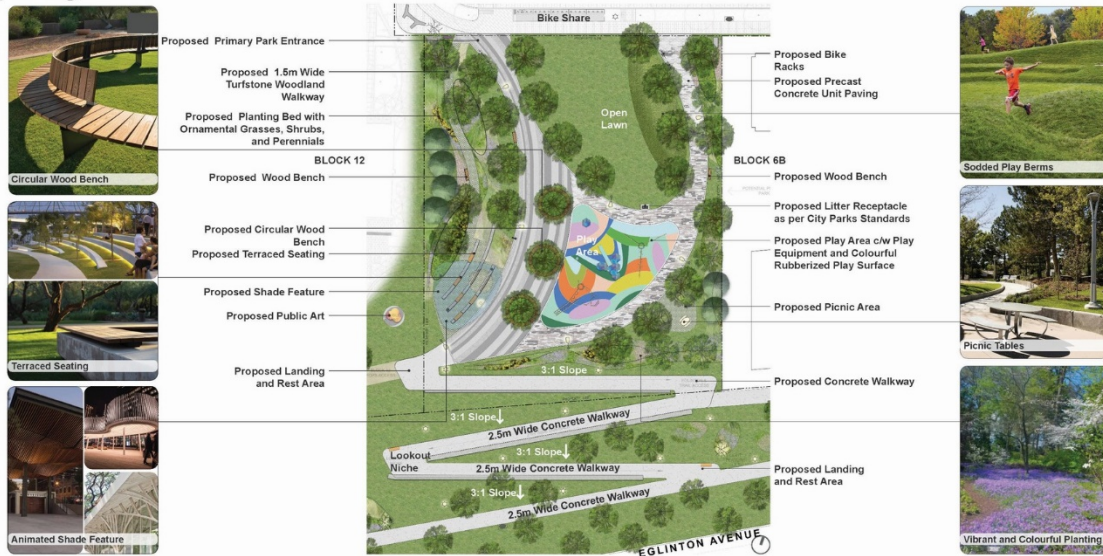 Circular Wood Bench
Terraced Seating
Animated Shade Feature
Proposed Primary Park Entrance
Proposed 1.5m Wide
Turfstone Woodland
Walkway
Proposed Planting Bed with
Ornamental Grasses, Shrubs,
and Perennials
BLOCK 12
Proposed Wood Bench
Proposed Circular Wood
Bench
Proposed Terraced Seating
Proposed Shade Feature
Proposed Public Art
Proposed Landing
and Rest Area
Bike Share
Open
Lawn
Play
Area
3:1 Slope
3:1 Slope
2.5m Wide Concrete Walkway
Lookout
Niche
3:1 Slope
2.5m Wide Concrete Walkway
3:1 Slope
2.5m Wide Concrete Walkway
EGLINTON AVENUE
Proposed Bike
Racks
Proposed Precast
Concrete Unit Paving
BLOCK 6B
Proposed Wood Bench
Proposed Litter Receptacle
as per City Parks Standards
Proposed Play Area c/w Play
Equipment and Colourful
Rubberized Play Surface
Proposed Picnic Area
Proposed Concrete Walkway
Proposed Landing
and Rest Area
Sodded Play Berms
Picnic Tables
Vibrant and Colourful Planting